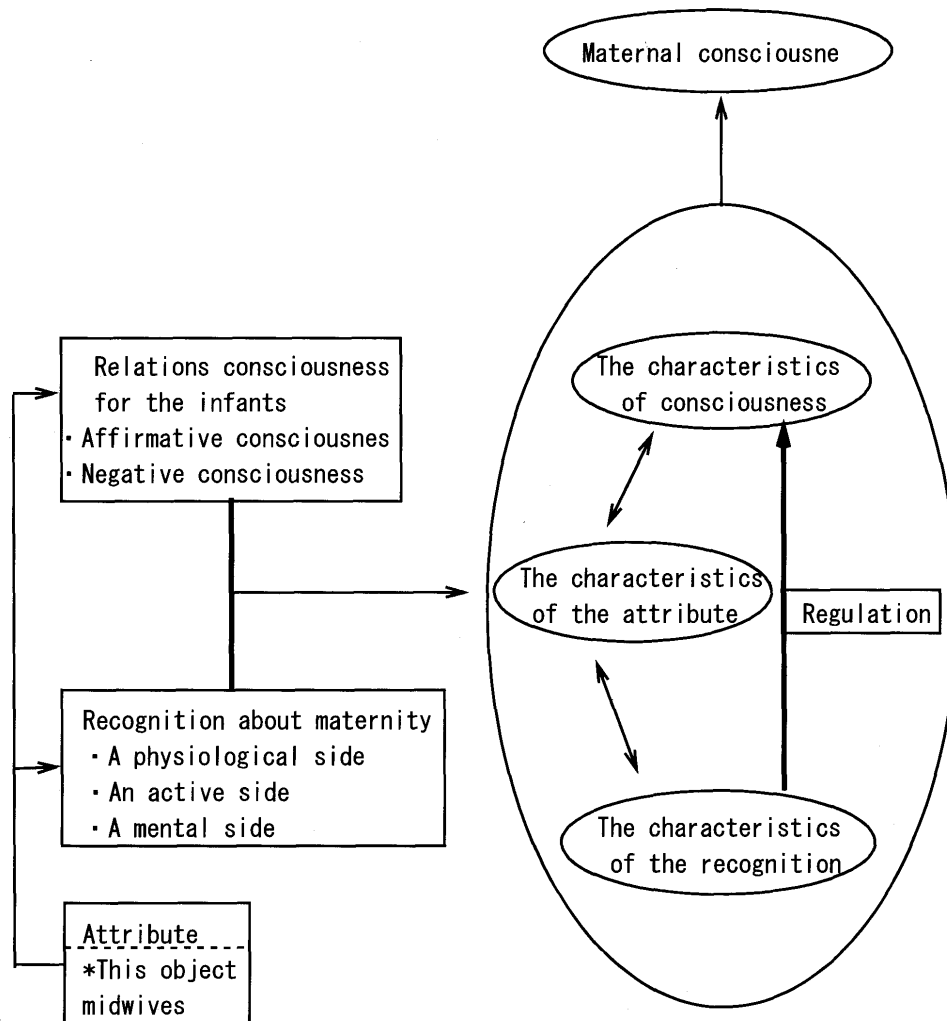 Maternal consciousne
Relations consciousness
for the infants
・Affirmative consciousnes
・Negative consciousness
The characteristics
of consciousness
The characteristics
of the attribute
Regulation
Recognition about maternity
・A physiological side
・An active side
・A mental side
The characteristics
of the recognition
Attribute
*This object
midwives